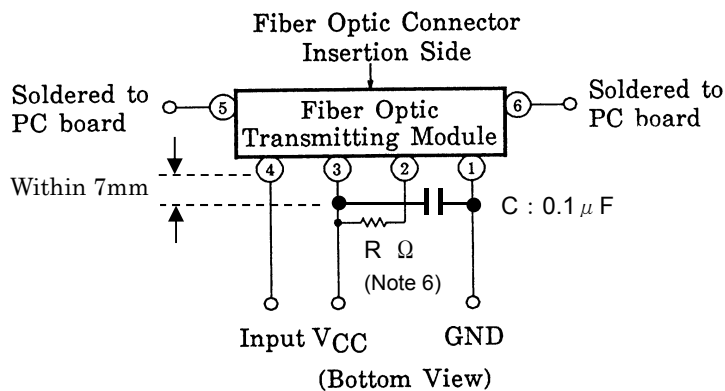 Fiber Optic Connector
Insertion Side
Soldered to
PC board
5
Fiber Optic
Transmitting Module
6
Soldered to
PC board
4
3
2
1
Within 7mm
C : 0.1 μ F
R Ω
(Note 6)
Input VCC
GND
(Bottom View)